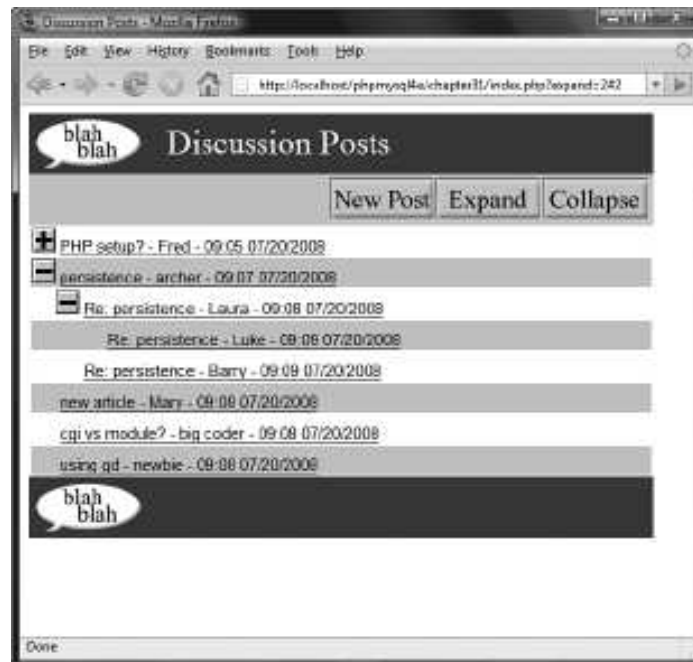 Discussion Posts - Mozilla Firefox
File Edit View History Bookmarks Tools Help
http://localhost/phpmysql4e/chapter31/index.php?expand=2#2
blah
blah
Discussion Posts
New Post Expand Collapse
PHP setup? - Fred - 09:05 07/20/2008
persistence - archer - 09:07 07/20/2008
Re: persistence - Laura - 09:08 07/20/2008
Re: persistence - Luke - 09:09 07/20/2008
Re: persistence - Barry - 09:09 07/20/2008
new article - Mary - 09:08 07/20/2008
cgi vs module? - big coder - 09:08 07/20/2008
using gd - newbie - 09:08 07/20/2008
blah
blah
Done